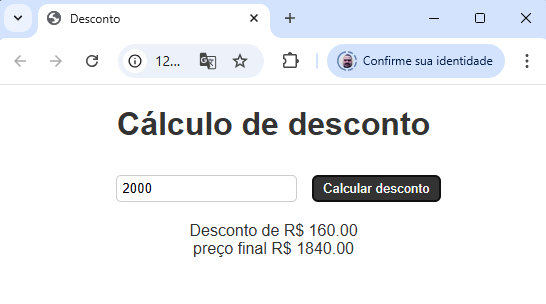 Desconto
12...
Confirme sua identidade
Cálculo de desconto
2000
Calcular desconto
Desconto de R$ 160.00
preço final R$ 1840.00